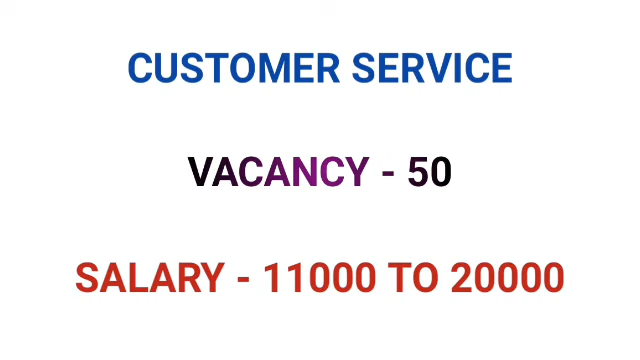 CUSTOMER SERVICE
VACANCY - 50
SALARY - 11000 TO 20000